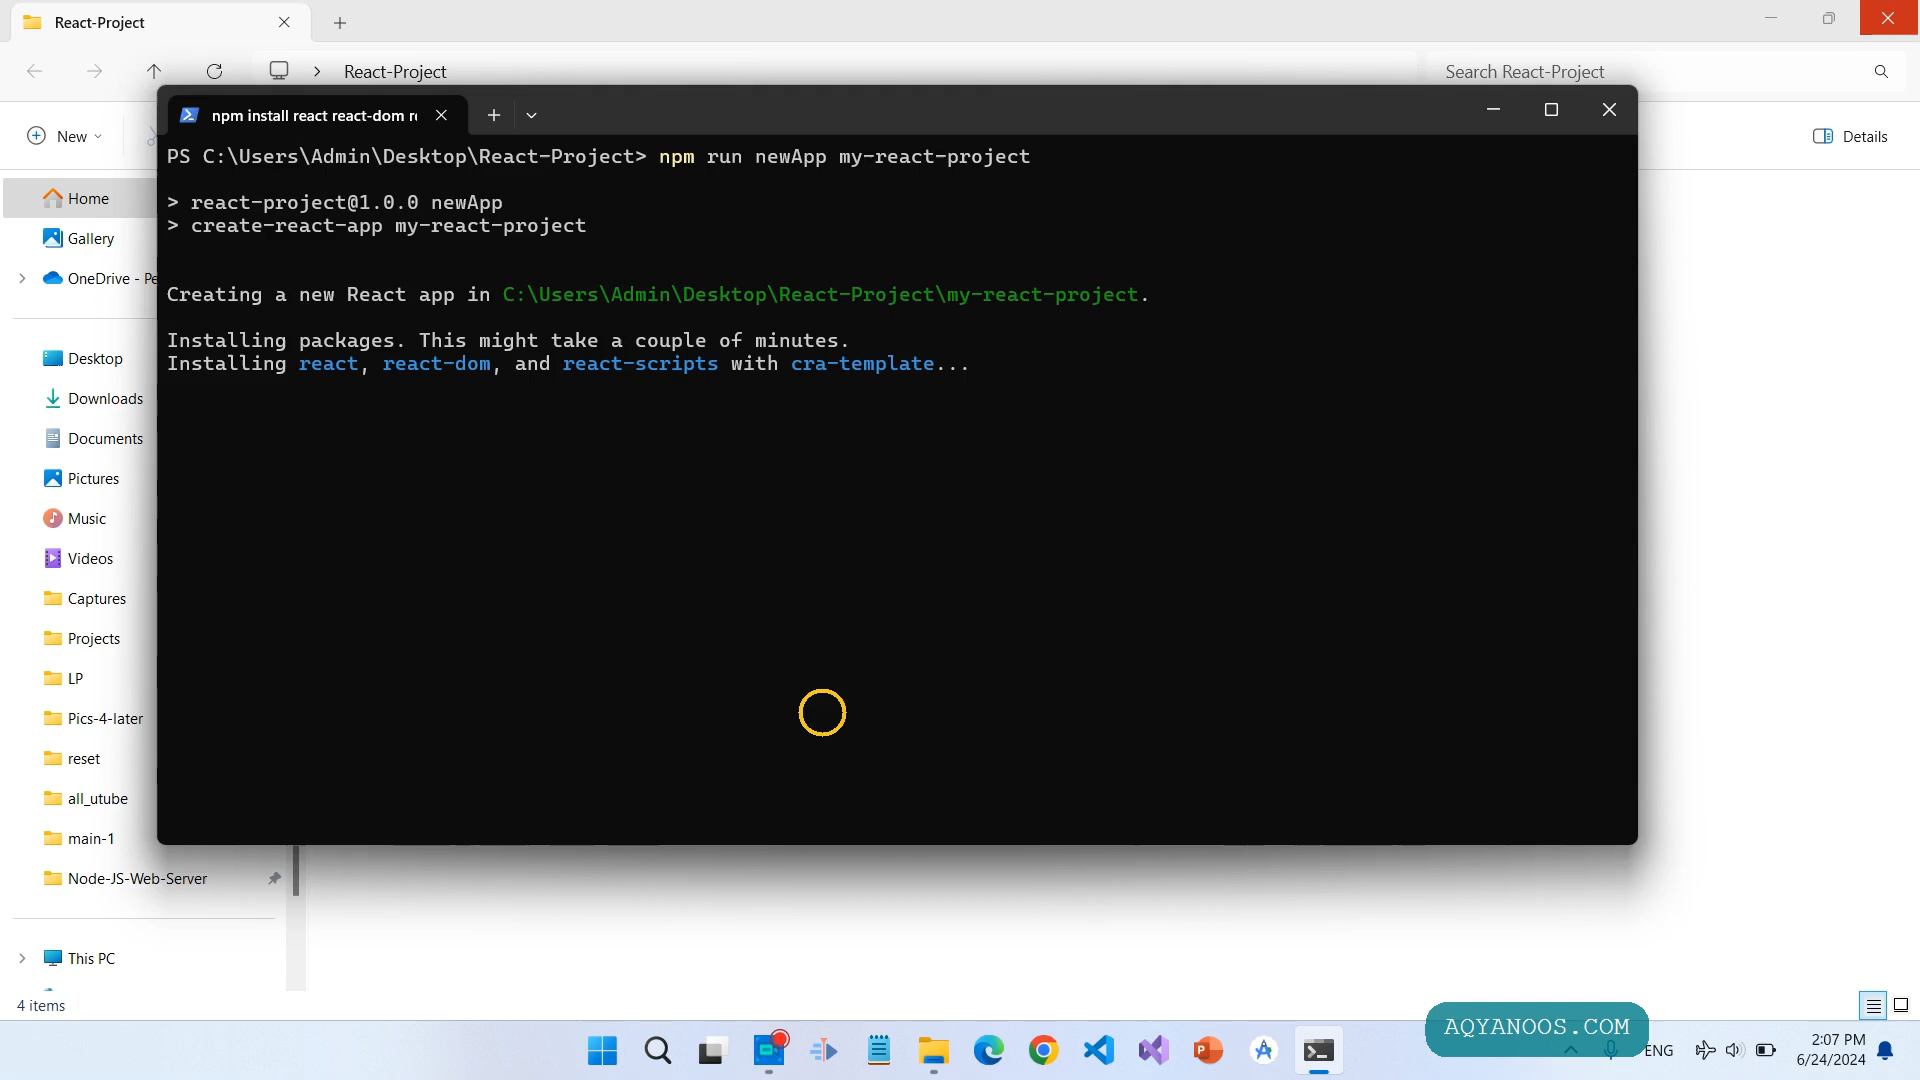 React-Project
React-Project
Search React-Project
npm install react react-dom r
New
Details
PS C:\Users\Admin\Desktop\React-Project> npm run newApp my-react-project
> react-project@1.0.0 newApp
> create-react-app my-react-project
Creating a new React app in C:\Users\Admin\Desktop\React-Project\my-react-project.
Installing packages. This might take a couple of minutes.
Installing react, react-dom, and react-scripts with cra-template...
Home
Gallery
OneDrive - Pe
Desktop
Downloads
Documents
Pictures
Music
Videos
Captures
Projects
LP
Pics-4-later
reset
all_utube
main-1
Node-JS-Web-Server
This PC
4 items
AQYANOOS.COM
ENG
2:07 PM
6/24/2024